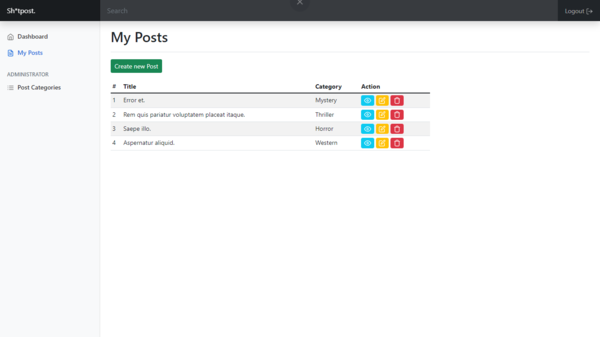 Sh*tpost.
Search
Logout
Dashboard
My Posts
ADMINISTRATOR
Post Categories
My Posts
Create new Post
# Title Category Action
1 Error et. Mystery
2 Rem quis pariatur voluptatem placeat itaque. Thriller
3 Saepe illo. Horror
4 Aspernatur aliquid. Western